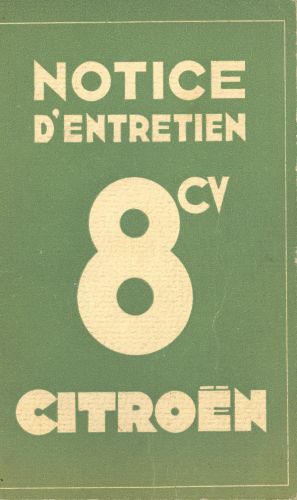 NOTICE
D'ENTRETIEN
8CV
CITROËN